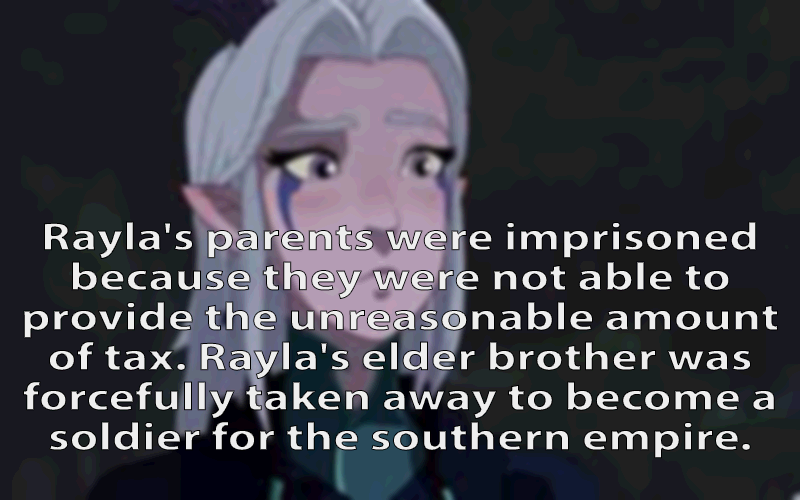 Rayla's parents were imprisoned
because they were not able to
provide the unreasonable amount
of tax. Rayla's elder brother was
forcefully taken away to become a
soldier for the southern empire.